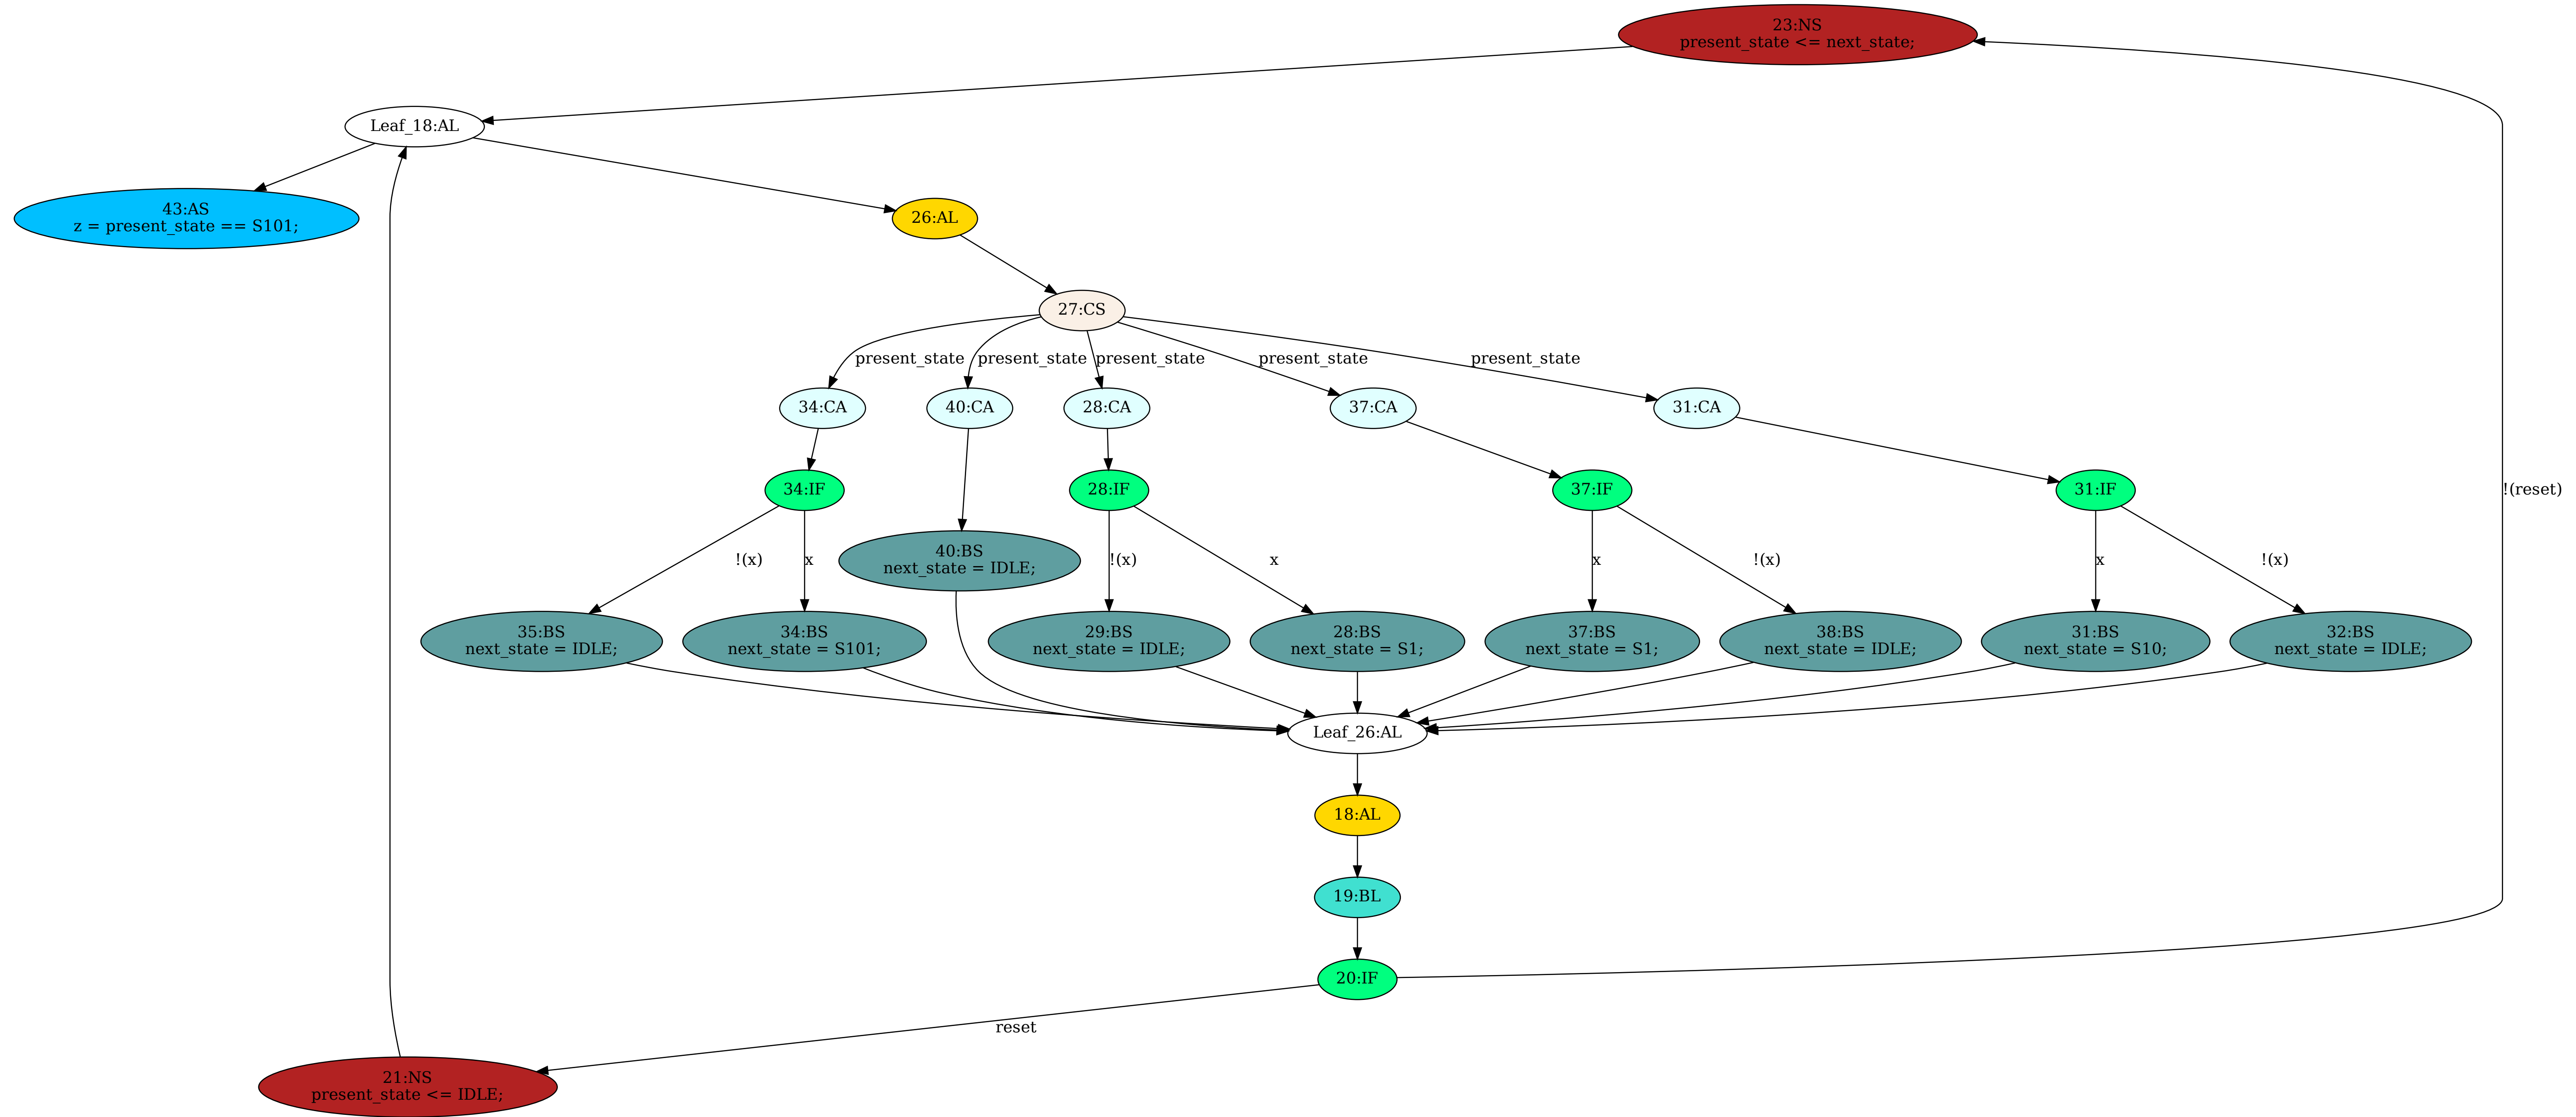 23:NS
present_state <= next_state;
Leaf_18:AL
43:AS
z = present_state == S101;
26:AL
27:CS
present_state
present_state
present_state
present_state
present_state
34:CA
40:CA
28:CA
37:CA
31:CA
34:IF
28:IF
37:IF
31:IF
!(reset)
!(x)
x
40:BS
next_state = IDLE;
!(x)
x
x
!(x)
x
!(x)
35:BS
next_state = IDLE;
34:BS
next_state = S101;
29:BS
next_state = IDLE;
28:BS
next_state = S1;
37:BS
next_state = S1;
38:BS
next_state = IDLE;
31:BS
next_state = S10;
32:BS
next_state = IDLE;
Leaf_26:AL
18:AL
19:BL
20:IF
reset
21:NS
present_state <= IDLE;